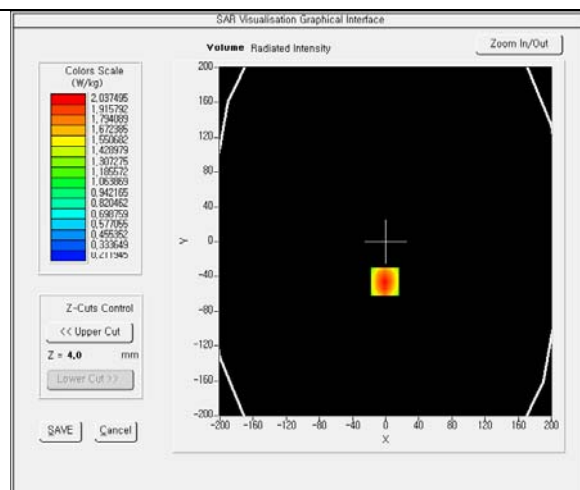 SAR Visualisation Graphical Interface
Volume Radiated Intensity
Zoom In/Out
Colors Scale
(W/kg)
2,037495
1,915792
1,794089
1,672385
1,550682
1,428979
1,307275
1,185572
1,063869
0,942165
0,820462
0,698759
0,577055
0,455352
0,333649
0,211945
Z-Cuts Control
<< Upper Cut
Z = 4.0 mm
Lower Cut >>
SAVE Cancel
Y
200
160
120
80
40
0
-40
-80
-120
-160
-200
-200 -160 -120 -80 -40 0 40 80 120 160 200
X